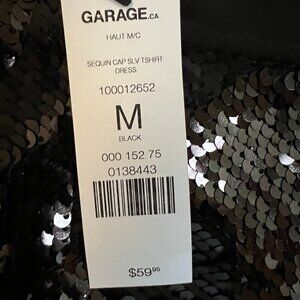 GARAGE.CA
HAUT M/C
SEQUIN CAP SLV TSHIRT
DRESS
100012652
M
BLACK
000 152 75
0138443
$59.95